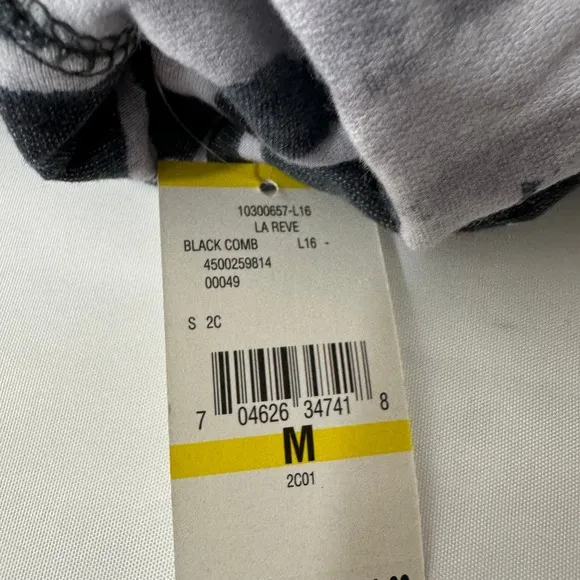 10300657-L16
LA REVE
BLACK COMB L16 -
4500259814
00049
S 2C
7 04626 34741 8
M
2C01